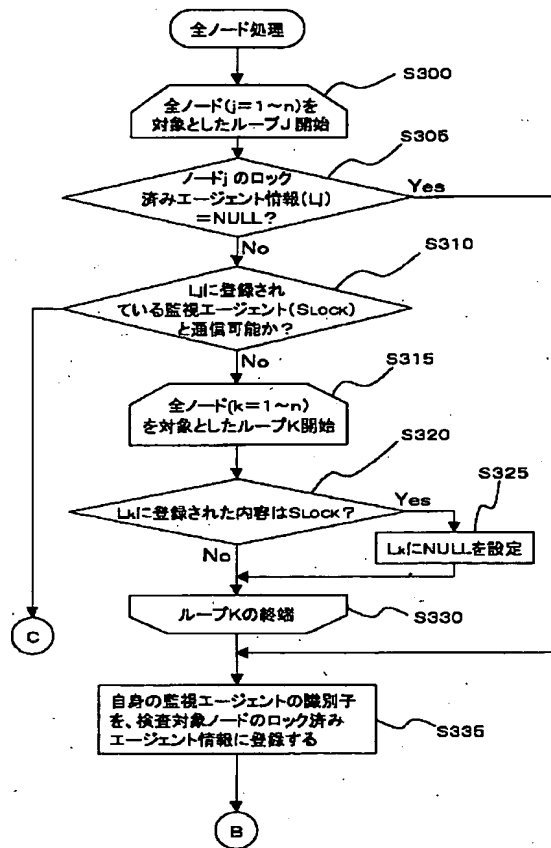 全ノード処理
S300
全ノード(j=1~n)を
対象としたループJ開始
S305
ノードjのロック
済みエージェント情報(Lj)
=NULL?
Yes
No
S310
Ljに登録され
ている監視エージェント(SLOCK)
と通信可能か?
No
S315
全ノード(k=1~n)
を対象としたループK開始
S320
Lkに登録された内容はSLOCK?
Yes
S325
LkにNULLを設定
No
ループKの終端
S330
C
自身の監視エージェントの識別子
を、検査対象ノードのロック済み
エージェント情報に登録する
S335
B